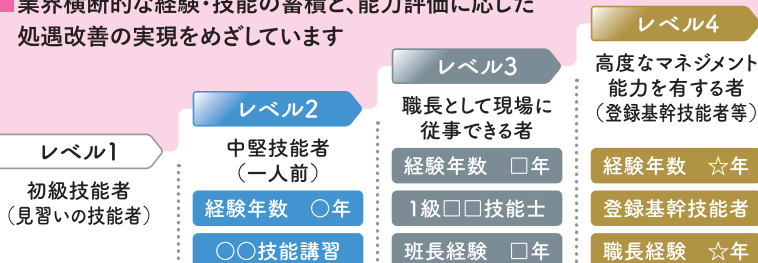 業界横断的な経験・技能の蓄積と、能力評価に応じた
処遇改善の実現をめざしています
レベル1
初級技能者
（見習いの技能者）
レベル2
中堅技能者
（一人前）
経験年数　○年
○○技能講習
レベル3
職長として現場に
従事できる者
経験年数　□年
1級□□技能士
班長経験　□年
レベル4
高度なマネジメント
能力を有する者
（登録基幹技能者等）
経験年数　☆年
登録基幹技能者
職長経験　☆年